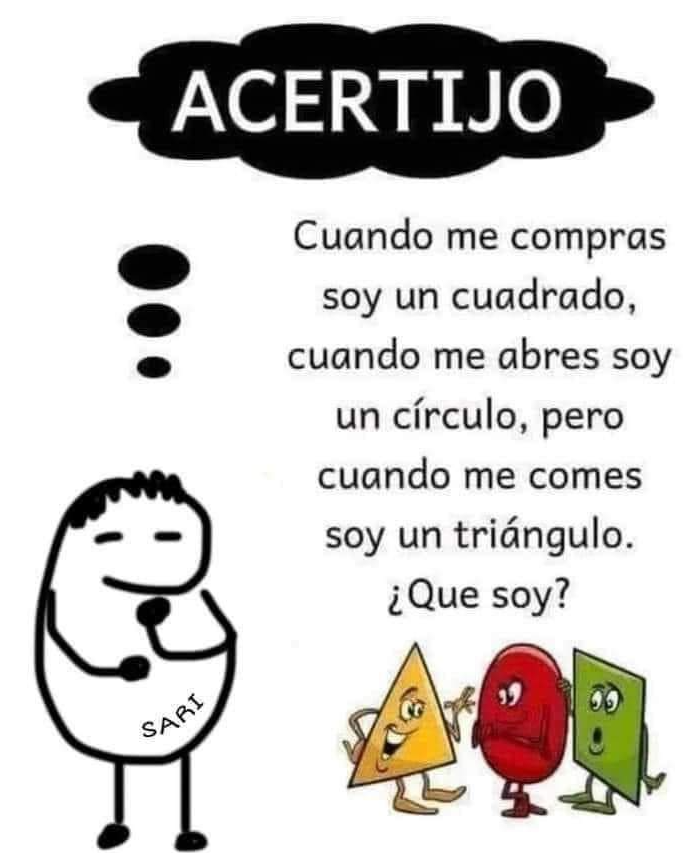 ACERTIJO
Cuando me compras
soy un cuadrado,
cuando me abres soy
un círculo, pero
cuando me comes
soy un triángulo.
¿Que soy?
SARI